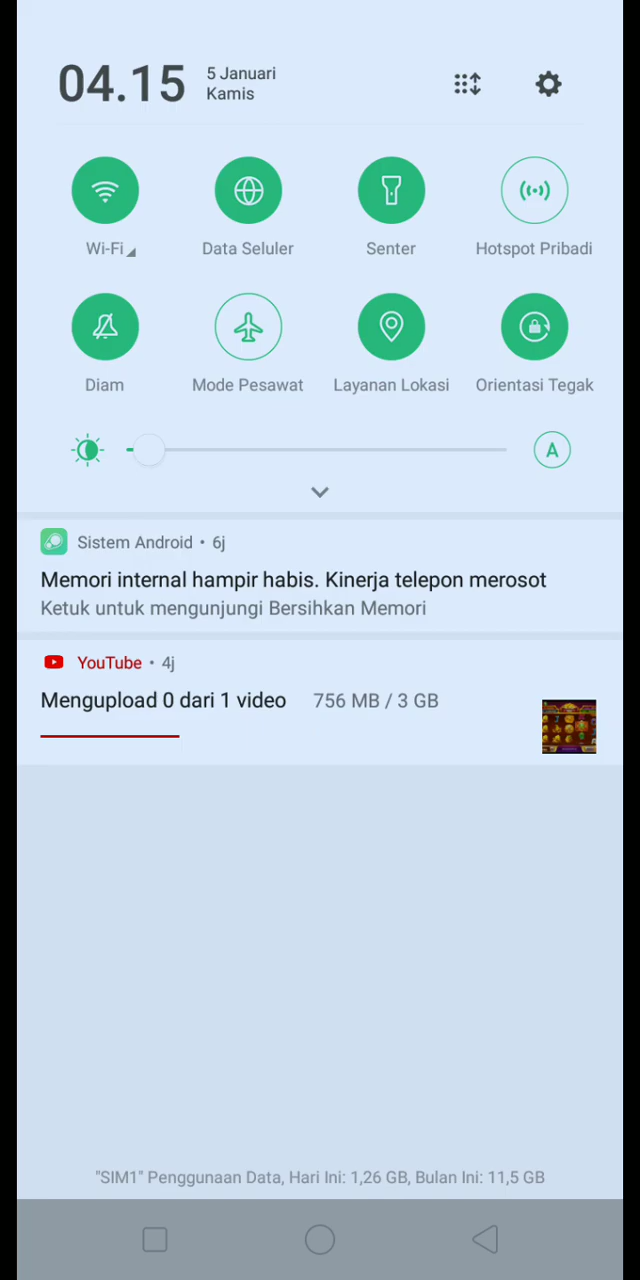 04.15
5 Januari
Kamis
Wi-Fi
Data Seluler
Senter
Hotspot Pribadi
Diam
Mode Pesawat
Layanan Lokasi
Orientasi Tegak
A
Sistem Android • 6j
Memori internal hampir habis. Kinerja telepon merosot
Ketuk untuk mengunjungi Bersihkan Memori
YouTube • 4j
Mengupload 0 dari 1 video 756 MB / 3 GB
"SIM1" Penggunaan Data, Hari Ini: 1,26 GB, Bulan Ini: 11,5 GB